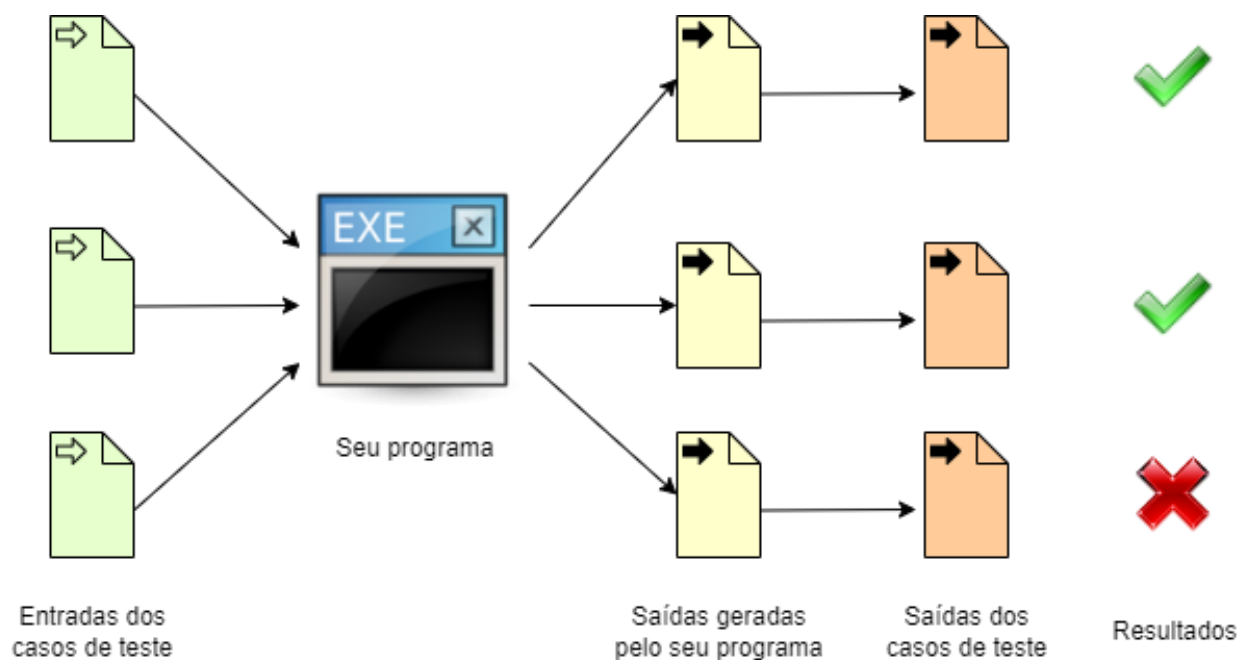 EXE
Seu programa
Entradas dos
casos de teste
Saídas geradas
pelo seu programa
Saídas dos
casos de teste
Resultados